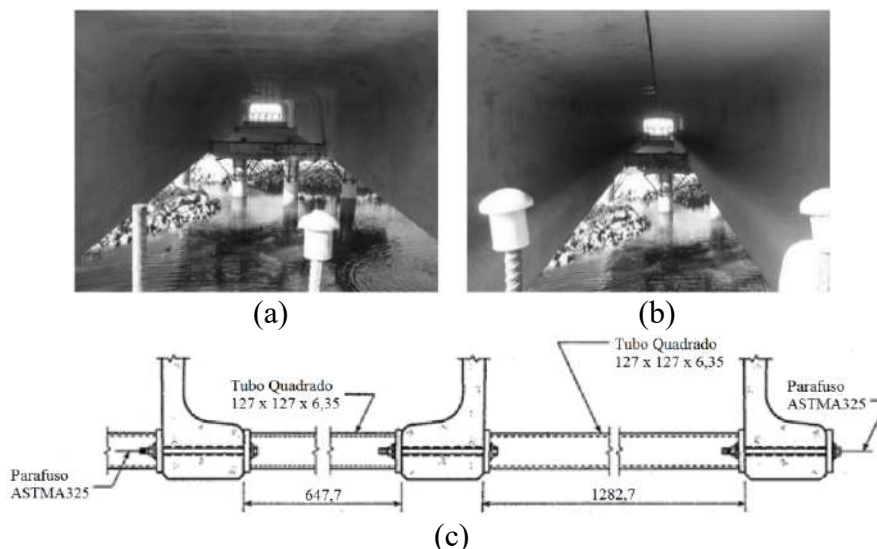 (a)
(b)
Tubo Quadrado
127 x 127 x 6,35
Tubo Quadrado
127 x 127 x 6,35
Parafuso
ASTMA325
Parafuso
ASTMA325
647,7
1282,7
(c)